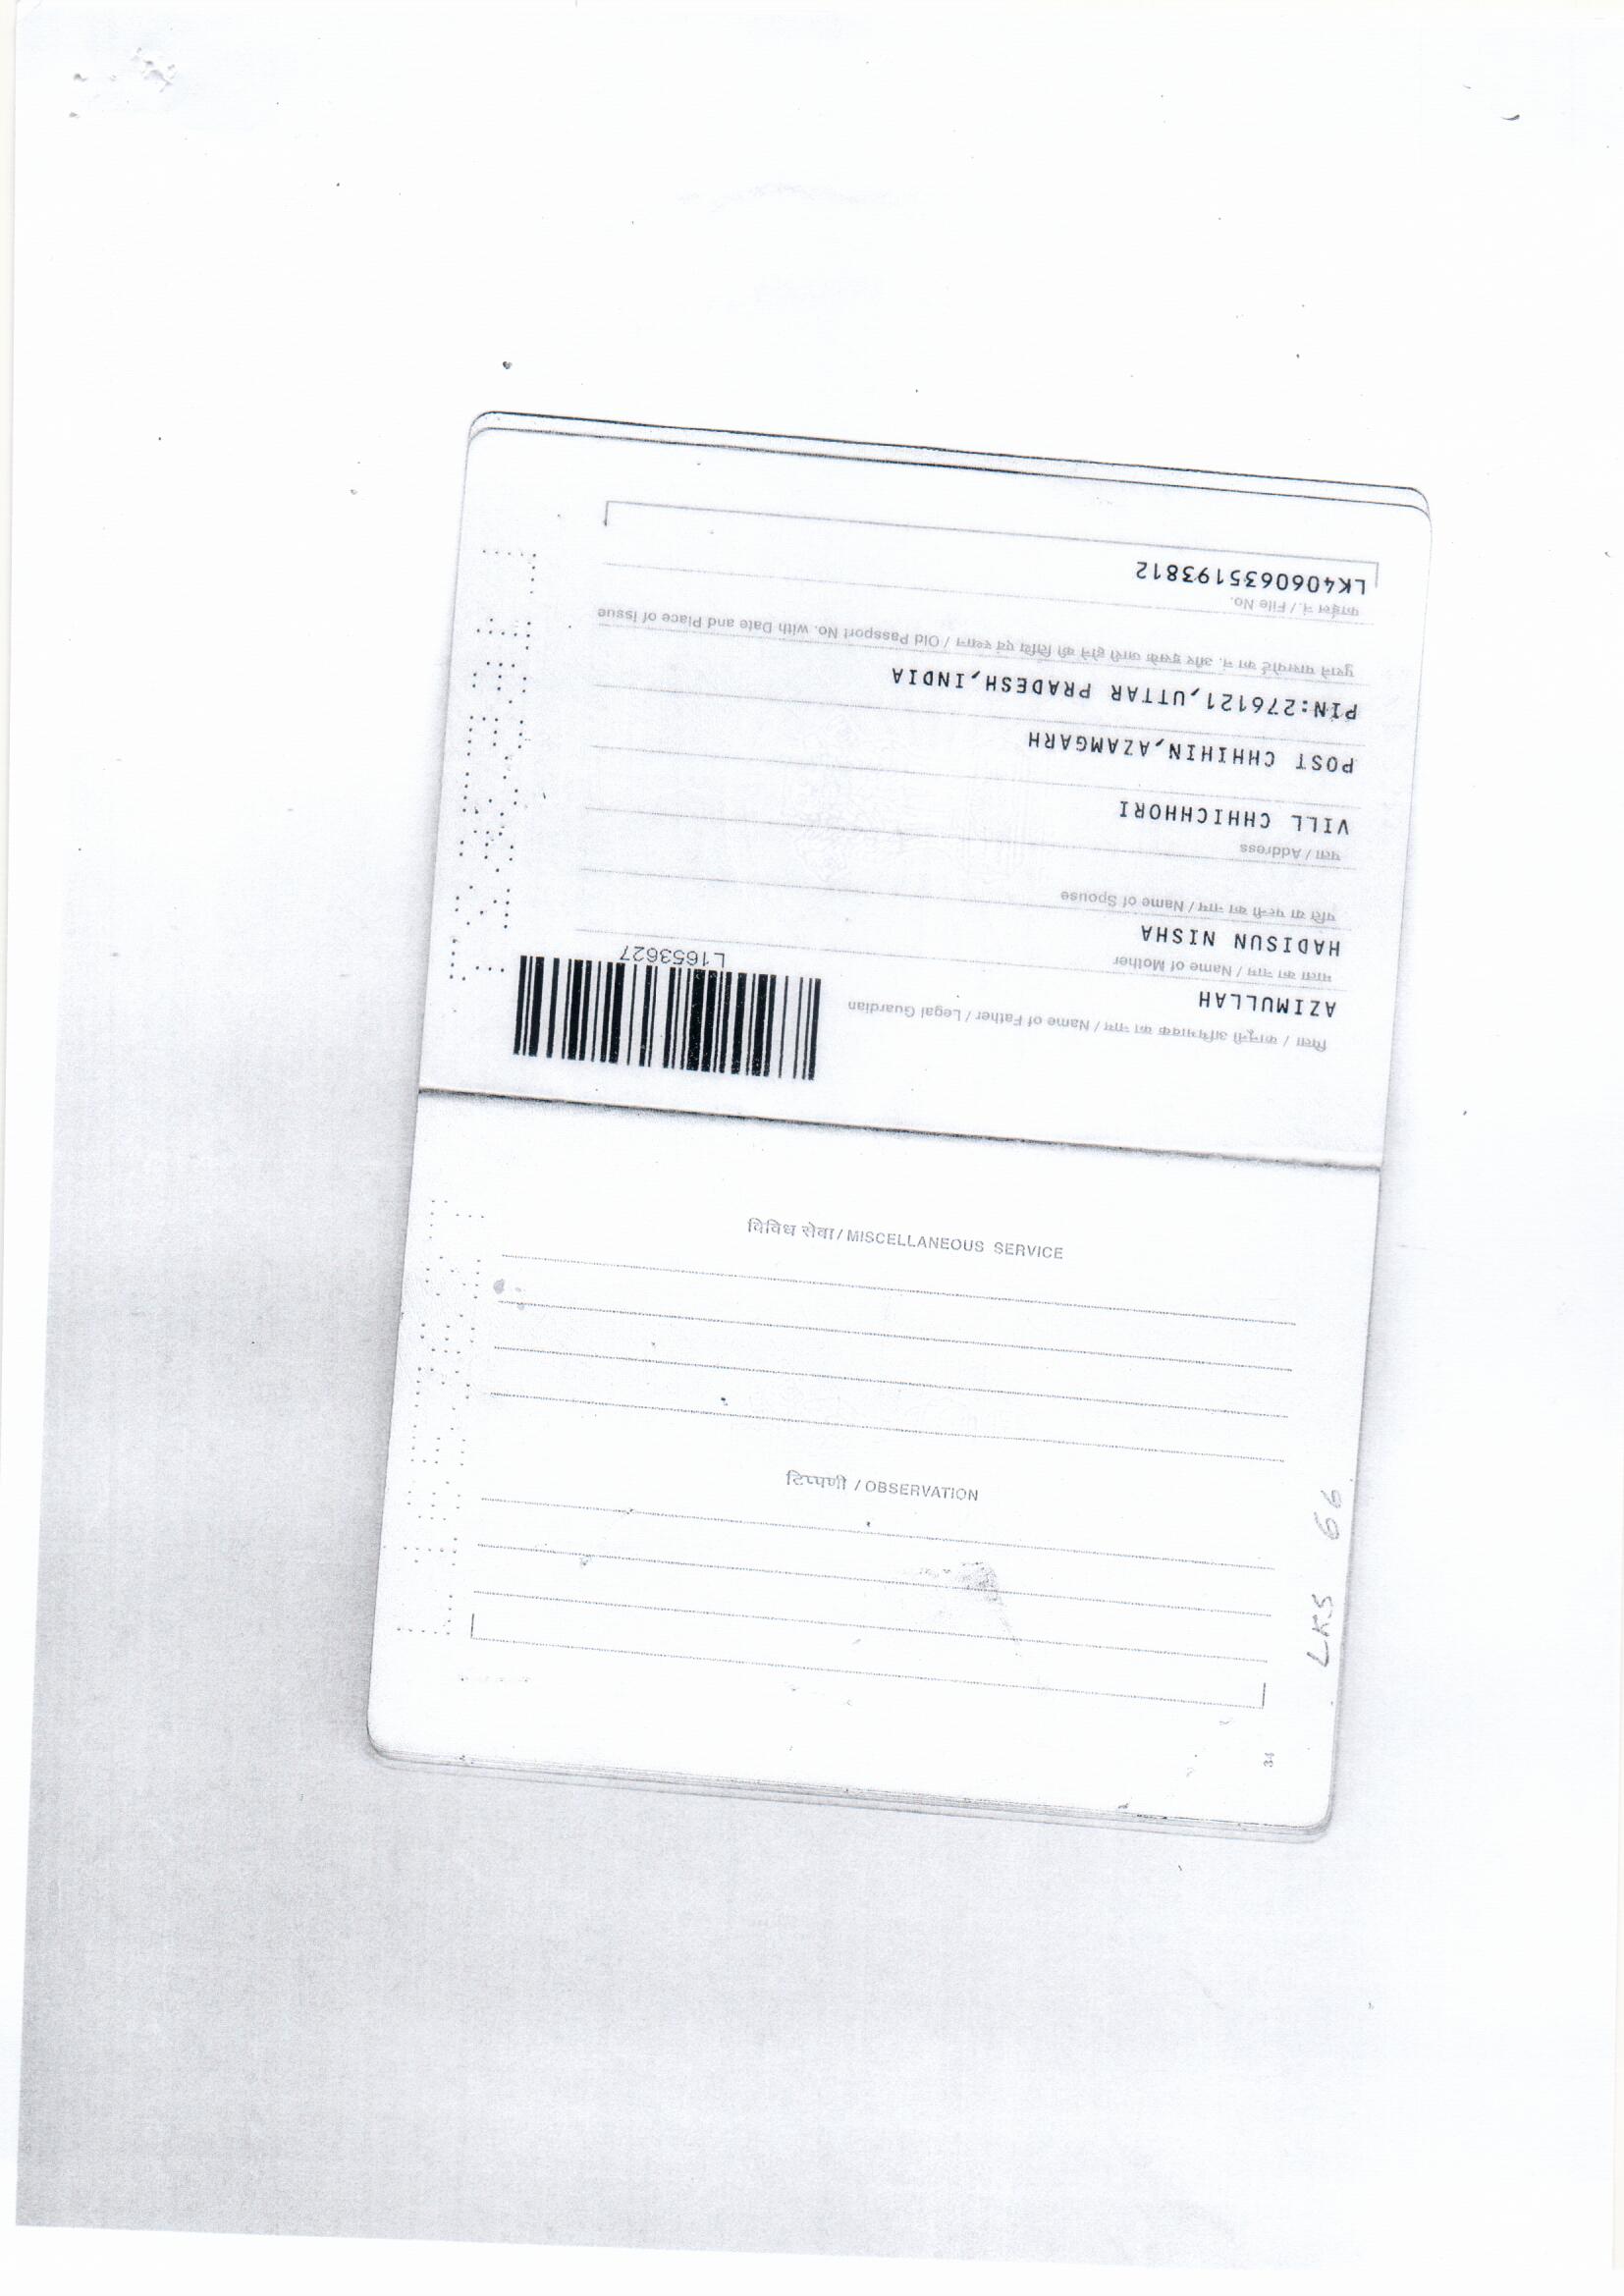 पिता / कानूनी अभिभावक का नाम / Name of Father / Legal Guardian
AZIMULLAH
L1653627
माता का नाम / Name of Mother
HADISUN NISHA
पति या पत्नी का नाम / Name of Spouse
पता / Address
VILL CHHICHHORI
POST CHHIHIN,AZAMGARH
PIN:276121,UTTAR PRADESH,INDIA
पुराने पासपोर्ट का नं. और इसके जारी होने की तिथि एवं स्थान / Old Passport No. with Date and Place of Issue
फाईल नं. / File No.
LK4060635193812
विविध सेवा / MISCELLANEOUS SERVICE
टिप्पणी / OBSERVATION
LKS 66
34